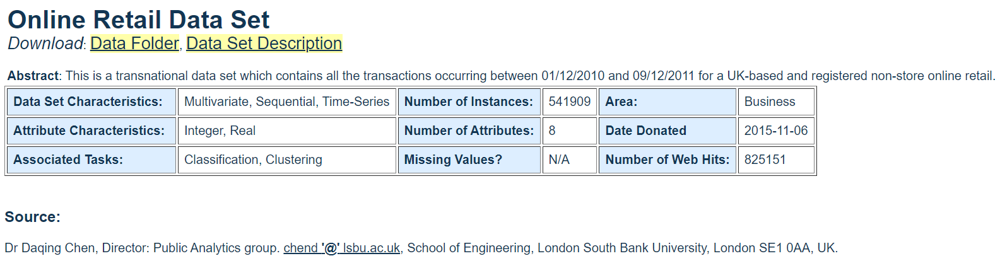 Online Retail Data Set
Download: Data Folder, Data Set Description
Abstract: This is a transnational data set which contains all the transactions occurring between 01/12/2010 and 09/12/2011 for a UK-based and registered non-store online retail.
Data Set Characteristics: Multivariate, Sequential, Time-Series Number of Instances: 541909 Area: Business
Attribute Characteristics: Integer, Real Number of Attributes: 8 Date Donated 2015-11-06
Associated Tasks: Classification, Clustering Missing Values? N/A Number of Web Hits: 825151
Source:
Dr Daqing Chen, Director: Public Analytics group. chend '@' lsbu.ac.uk, School of Engineering, London South Bank University, London SE1 0AA, UK.